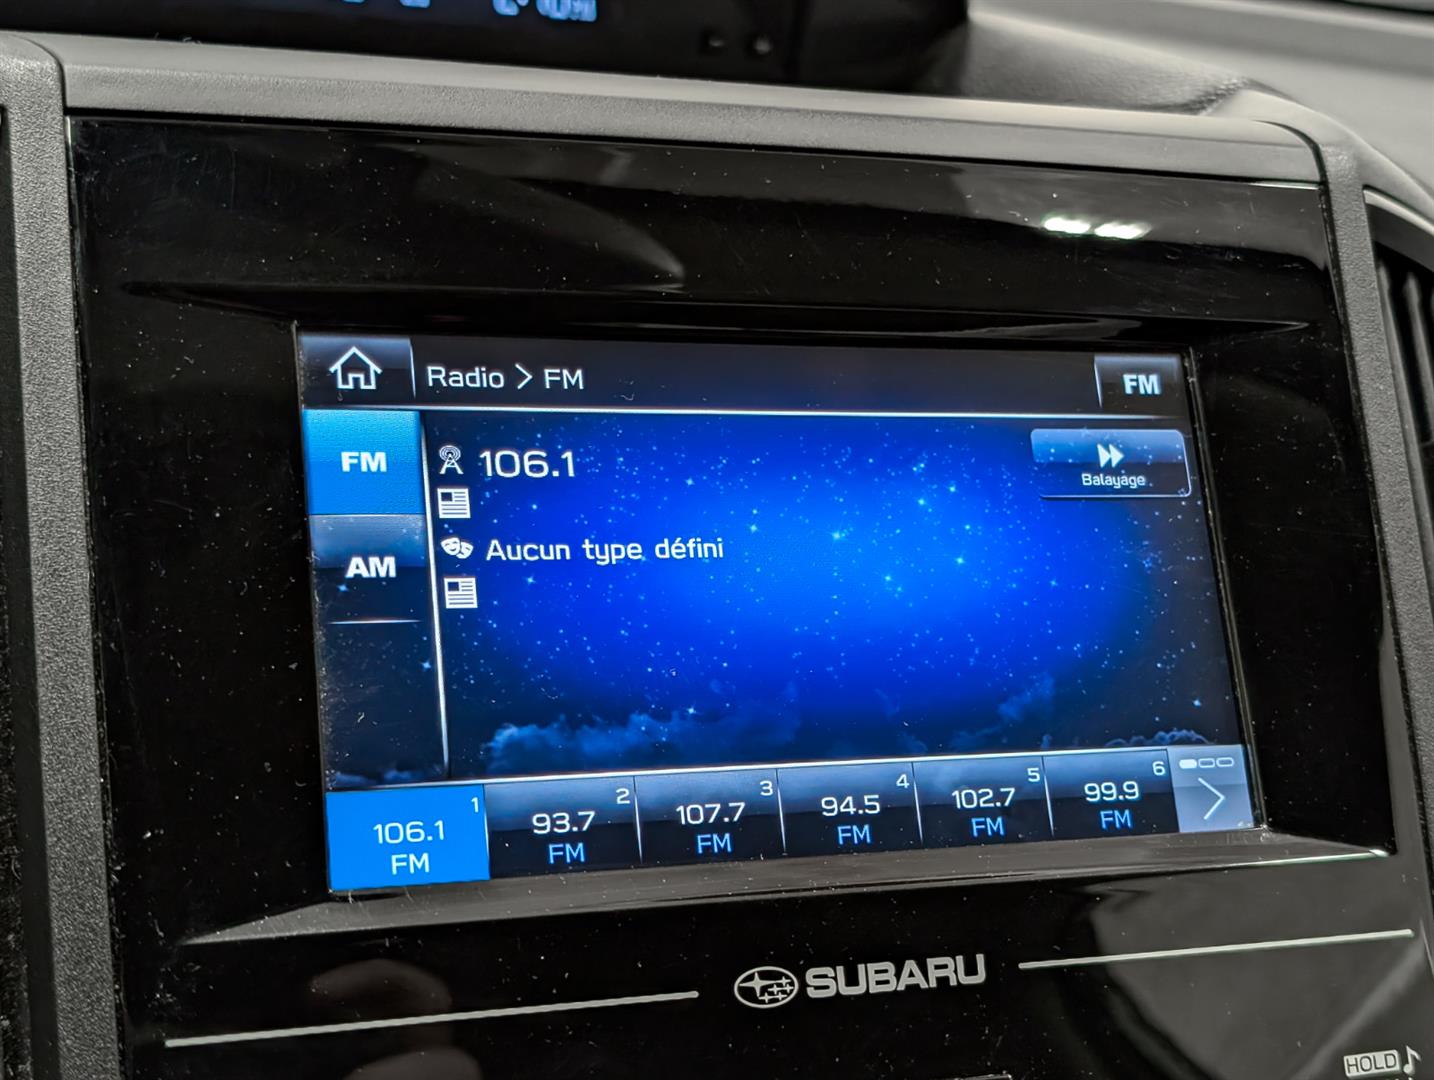 Radio > FM
FM
FM
106.1
Balayage
Aucun type défini
AM
1
106.1
FM
2
93.7
FM
3
107.7
FM
4
94.5
FM
5
102.7
FM
6
99.9
FM
SUBARU
HOLD